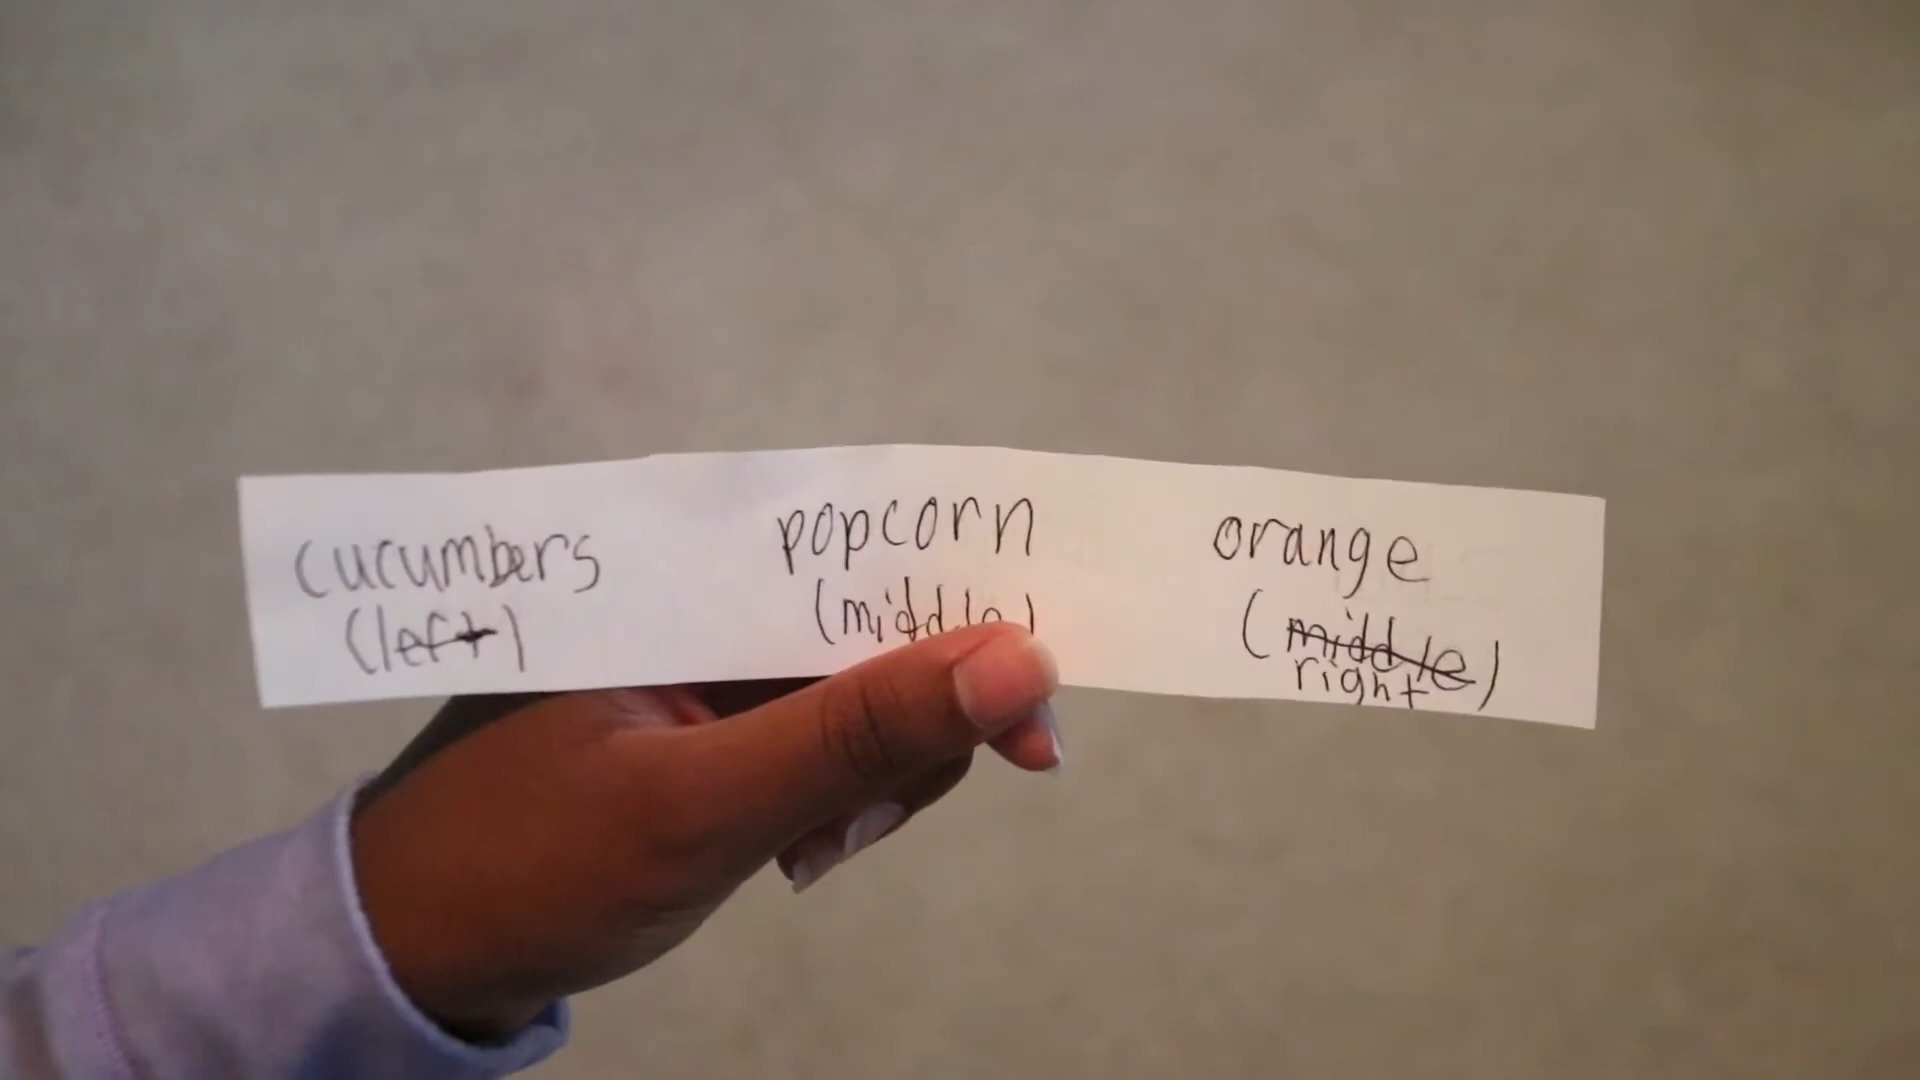 cucumbers popcorn orange
(left) (middle) (middle)
right